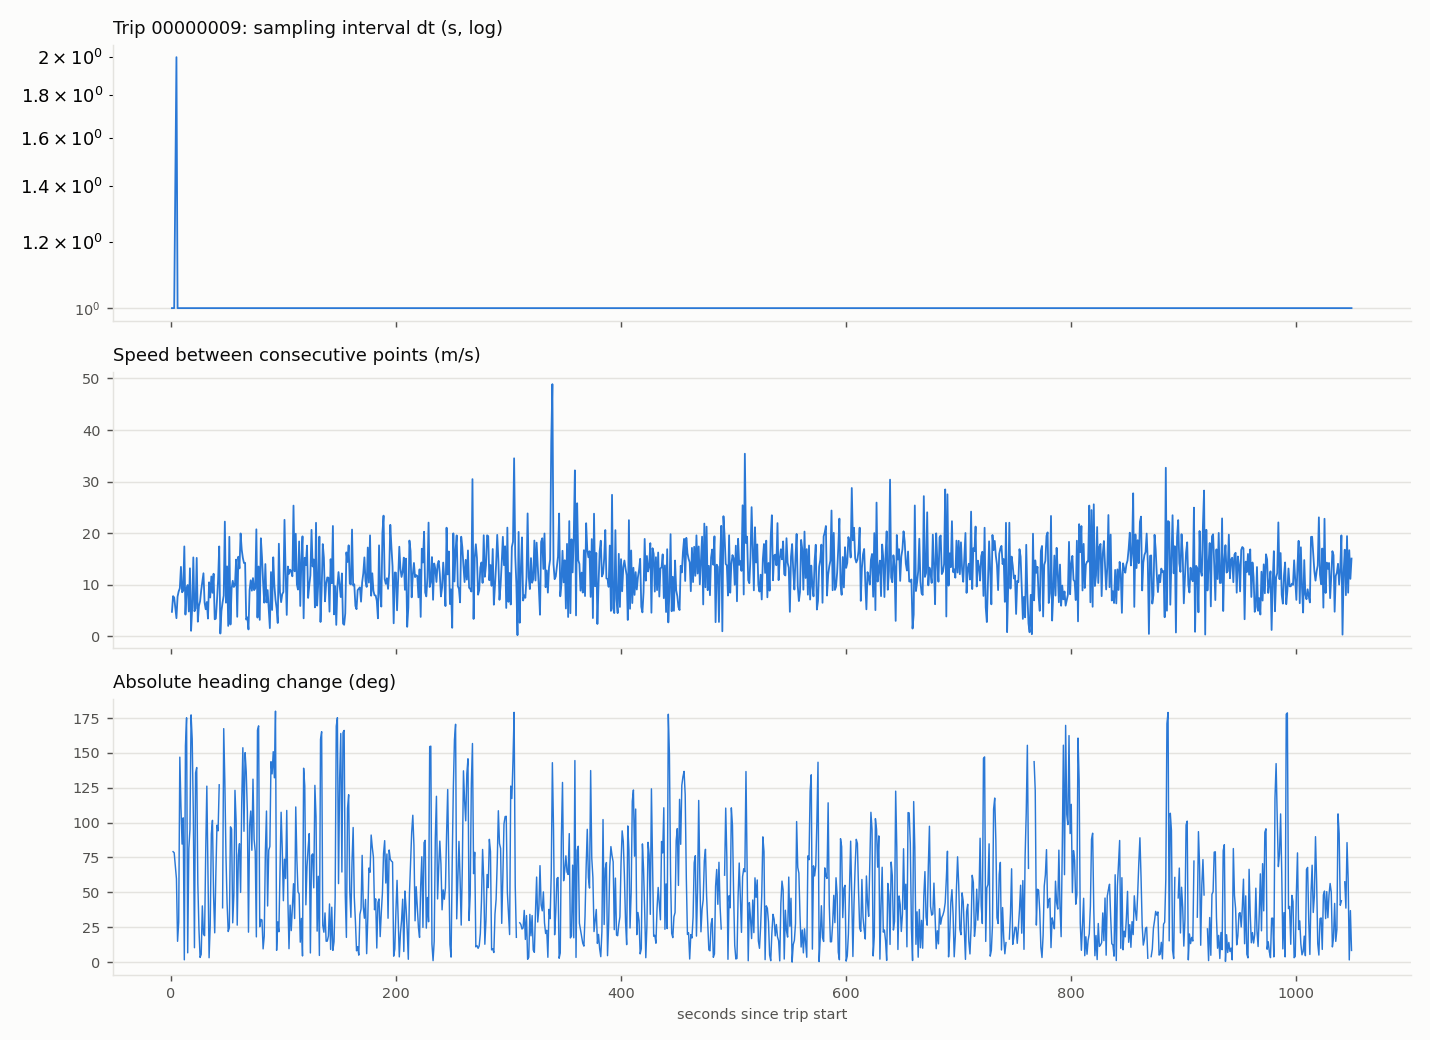 Trip 00000009: sampling interval dt (s, log)
2 × 10⁰
1.8 × 10⁰
1.6 × 10⁰
1.4 × 10⁰
1.2 × 10⁰
10⁰
Speed between consecutive points (m/s)
50
40
30
20
10
0
Absolute heading change (deg)
175
150
125
100
75
50
25
0
0 200 400 600 800 1000
seconds since trip start